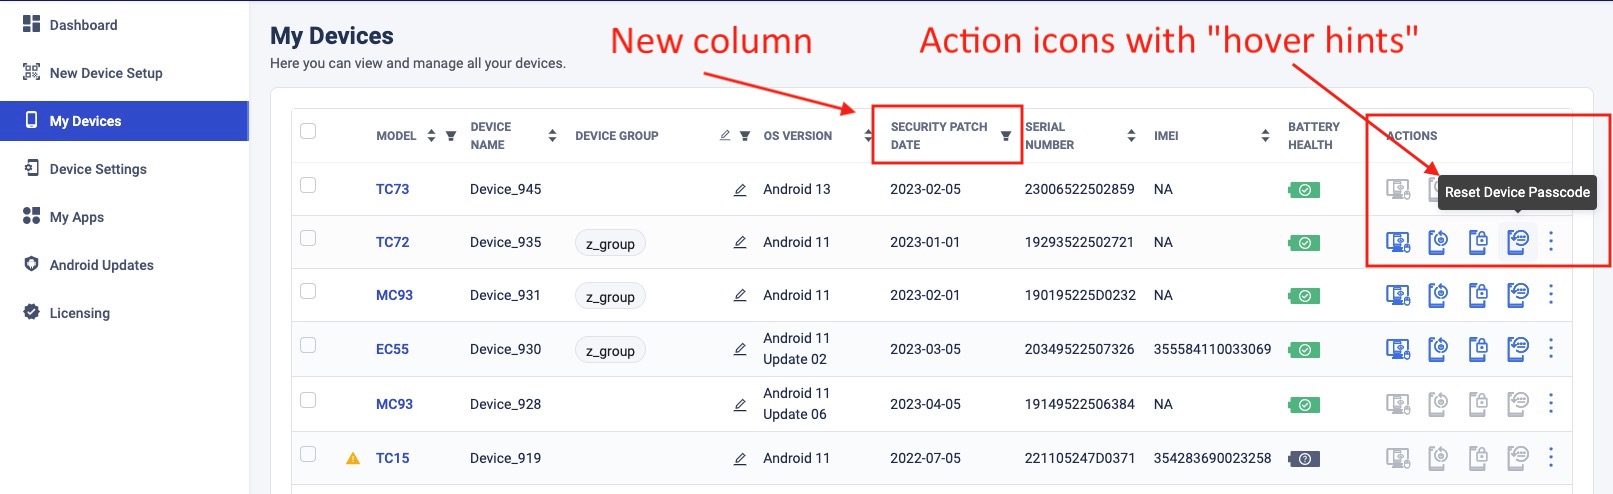 Dashboard
New Device Setup
My Devices
Device Settings
My Apps
Android Updates
Licensing
My Devices
Here you can view and manage all your devices.
New column
Action icons with "hover hints"
MODEL
DEVICE NAME
DEVICE GROUP
OS VERSION
SECURITY PATCH DATE
SERIAL NUMBER
IMEI
BATTERY HEALTH
ACTIONS
TC73 Device_945 Android 13 2023-02-05 23006522502859 NA
Reset Device Passcode
TC72 Device_935 z_group Android 11 2023-01-01 19293522502721 NA
MC93 Device_931 z_group Android 11 2023-02-01 190195225D0232 NA
EC55 Device_930 z_group Android 11 Update 02 2023-03-05 20349522507326 355584110033069
MC93 Device_928 Android 11 Update 06 2023-04-05 19149522506384 NA
TC15 Device_919 Android 11 2022-07-05 221105247D0371 354283690023258